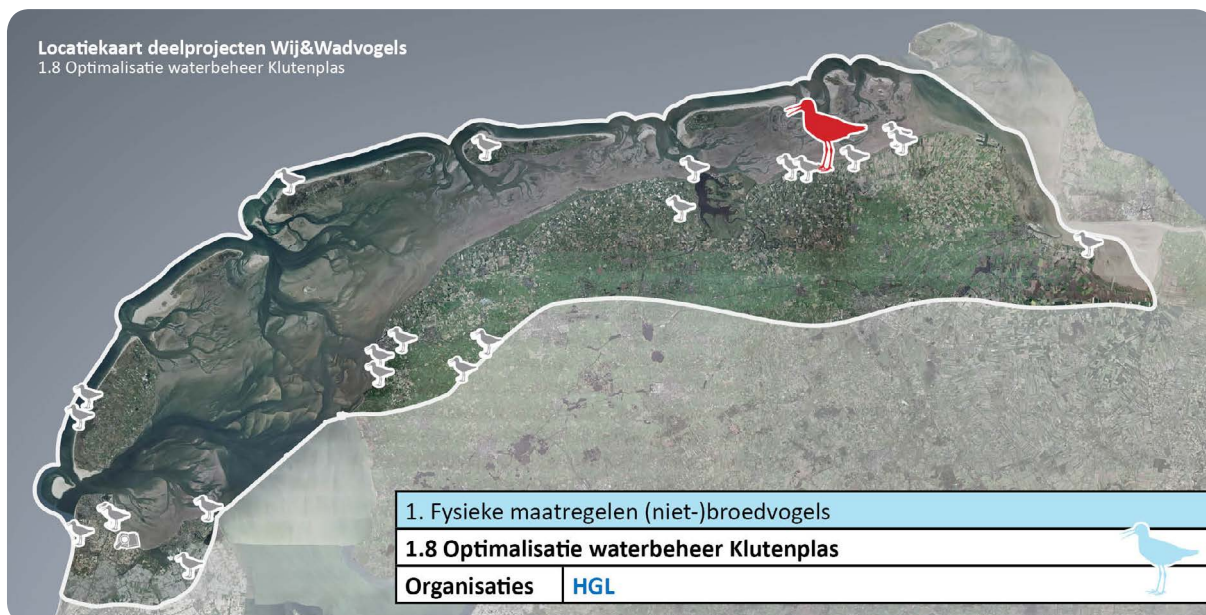 Locatiekaart deelprojecten Wij&Wadvogels
1.8 Optimalisatie waterbeheer Klutenplas
1. Fysieke maatregelen (niet-)broedvogels
1.8 Optimalisatie waterbeheer Klutenplas
Organisaties HGL